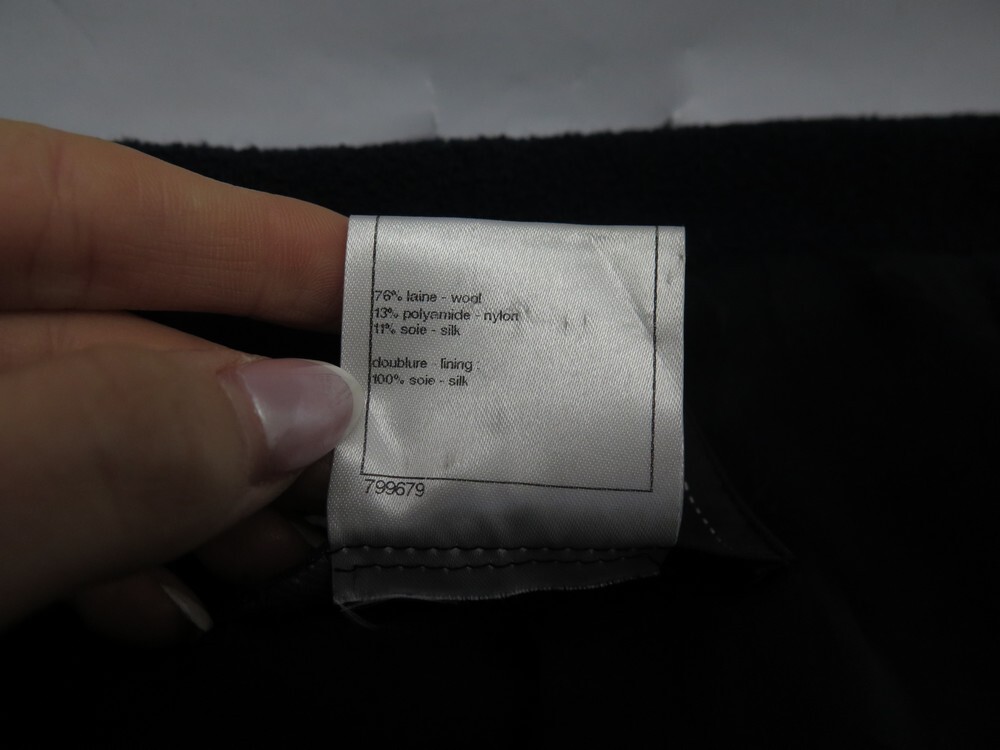 76% laine - wool
13% polyamide - nylon
11% soie - silk
doublure - lining :
100% soie - silk
799679